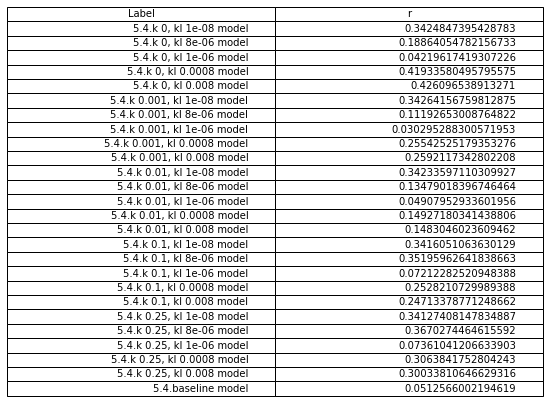 Label r
5.4.k 0, kl 1e-08 model 0.3424847395428783
5.4.k 0, kl 8e-06 model 0.18864054782156733
5.4.k 0, kl 1e-06 model 0.04219617419307226
5.4.k 0, kl 0.0008 model 0.41933580495795575
5.4.k 0, kl 0.008 model 0.426096538913271
5.4.k 0.001, kl 1e-08 model 0.34264156759812875
5.4.k 0.001, kl 8e-06 model 0.11192653008764822
5.4.k 0.001, kl 1e-06 model 0.030295288300571953
5.4.k 0.001, kl 0.0008 model 0.25542525179353276
5.4.k 0.001, kl 0.008 model 0.2592117342802208
5.4.k 0.01, kl 1e-08 model 0.34233597110309927
5.4.k 0.01, kl 8e-06 model 0.13479018396746464
5.4.k 0.01, kl 1e-06 model 0.04907952933601956
5.4.k 0.01, kl 0.0008 model 0.14927180341438806
5.4.k 0.01, kl 0.008 model 0.1483046023609462
5.4.k 0.1, kl 1e-08 model 0.3416051063630129
5.4.k 0.1, kl 8e-06 model 0.35195962641838663
5.4.k 0.1, kl 1e-06 model 0.07212282520948388
5.4.k 0.1, kl 0.0008 model 0.2528210729989388
5.4.k 0.1, kl 0.008 model 0.24713378771248662
5.4.k 0.25, kl 1e-08 model 0.34127408147834887
5.4.k 0.25, kl 8e-06 model 0.3670274464615592
5.4.k 0.25, kl 1e-06 model 0.07361041206633903
5.4.k 0.25, kl 0.0008 model 0.3063841752804243
5.4.k 0.25, kl 0.008 model 0.30033810646629316
5.4.baseline model 0.0512566002194619